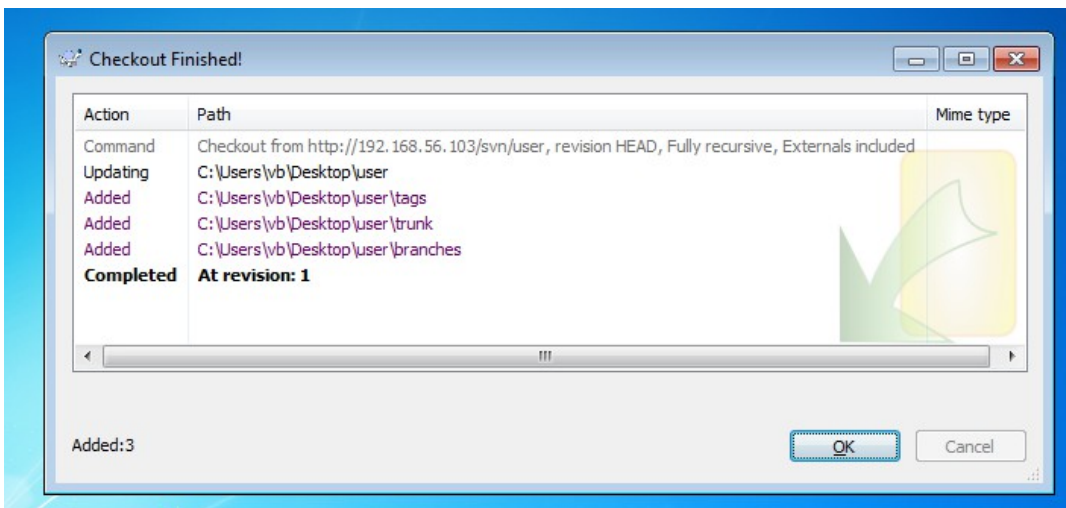 Checkout Finished!
Action Path Mime type
Command Checkout from http://192.168.56.103/svn/user, revision HEAD, Fully recursive, Externals included
Updating C:\Users\vb\Desktop\user
Added C:\Users\vb\Desktop\user\tags
Added C:\Users\vb\Desktop\user\trunk
Added C:\Users\vb\Desktop\user\branches
Completed At revision: 1
Added:3 OK Cancel